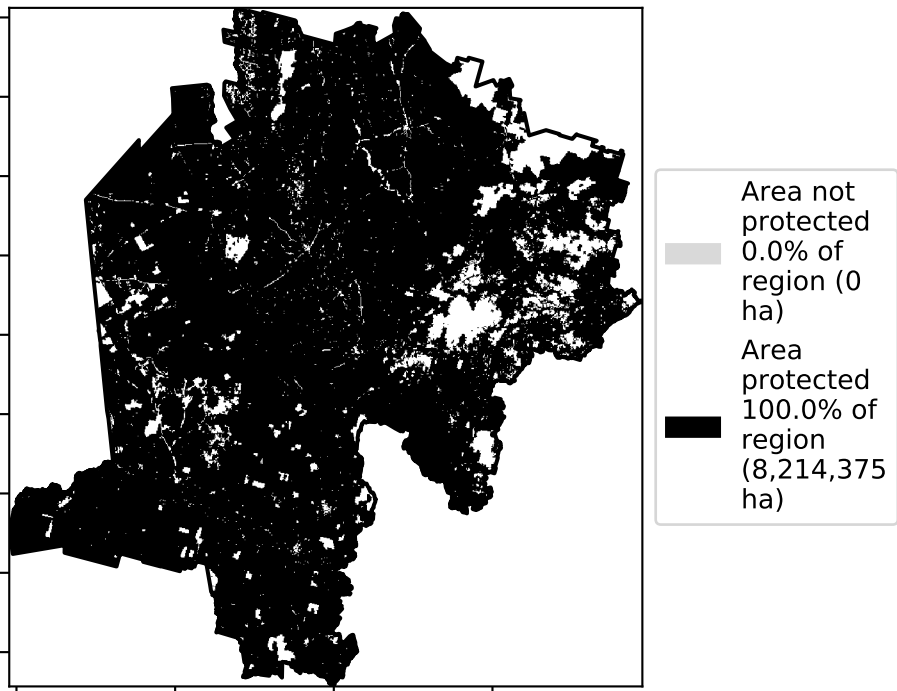 Area not
protected
0.0% of
region (0
ha)
Area
protected
100.0% of
region
(8,214,375
ha)